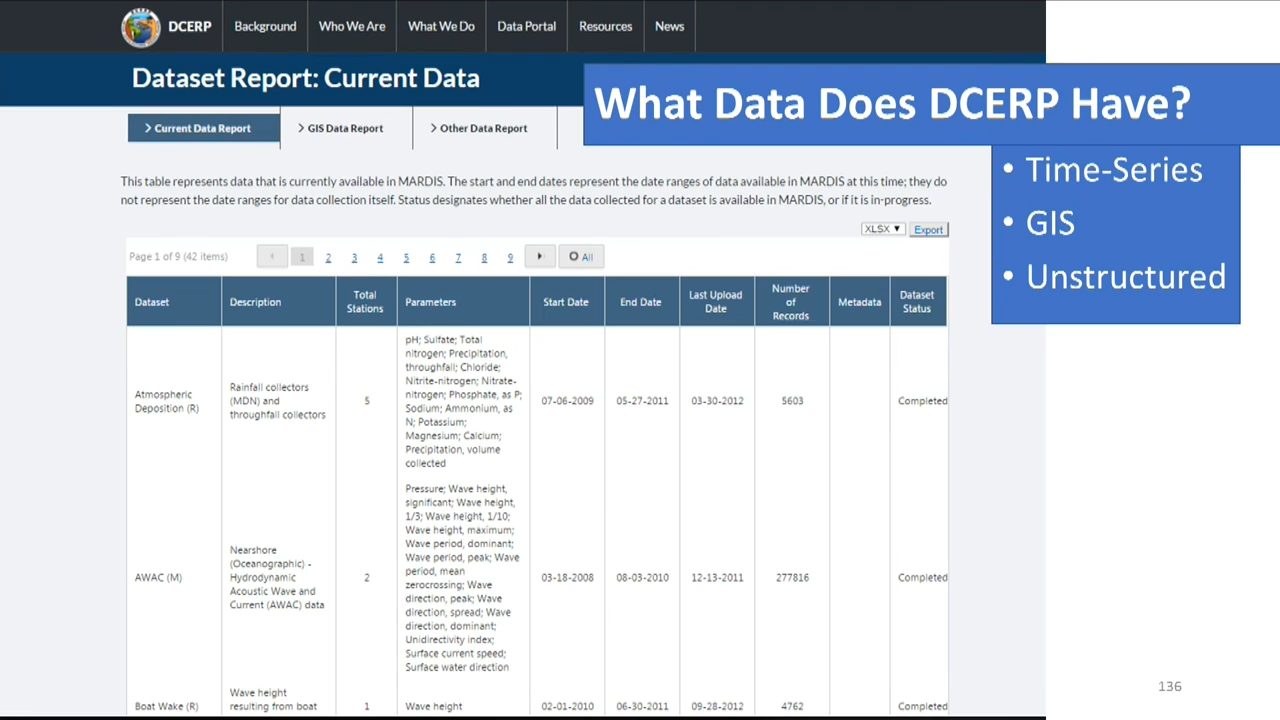 DCERP
Background
Who We Are
What We Do
Data Portal
Resources
News
Dataset Report: Current Data
What Data Does DCERP Have?
• Time-Series
• GIS
• Unstructured
Current Data Report
GIS Data Report
Other Data Report
This table represents data that is currently available in MARDIS. The start and end dates represent the date ranges of data available in MARDIS at this time; they do
not represent the date ranges for data collection itself. Status designates whether all the data collected for a dataset is available in MARDIS, or if it is in-progress.
XLSX ▼ Export
Page 1 of 9 (42 items) 1 2 3 4 5 6 7 8 9 All
Dataset
Description
Total
Stations
Parameters
Start Date
End Date
Last Upload
Date
Number
of
Records
Metadata
Dataset
Status
Atmospheric
Deposition (R)
Rainfall collectors
(MDN) and
throughfall collectors
5
pH; Sulfate; Total
nitrogen; Precipitation,
throughfall; Chloride;
Nitrite-nitrogen; Nitrate-
nitrogen; Phosphate, as P;
Sodium; Ammonium, as
N; Potassium;
Magnesium; Calcium;
Precipitation, volume
collected
07-06-2009
05-27-2011
03-30-2012
5603
Completed
AWAC (M)
Nearshore
(Oceanographic) -
Hydrodynamic
Acoustic Wave and
Current (AWAC) data
2
Pressure; Wave height,
significant; Wave height,
1/3; Wave height, 1/10;
Wave height, maximum;
Wave period, dominant;
Wave period, peak; Wave
period, mean
zerocrossing; Wave
direction, peak; Wave
direction, spread; Wave
direction, dominant;
Unidirectivity index;
Surface current speed;
Surface water direction
03-18-2008
08-03-2010
12-13-2011
277816
Completed
Boat Wake (R)
Wave height
resulting from boat
1
Wave height
02-01-2010
06-30-2011
09-28-2012
4762
Completed
136